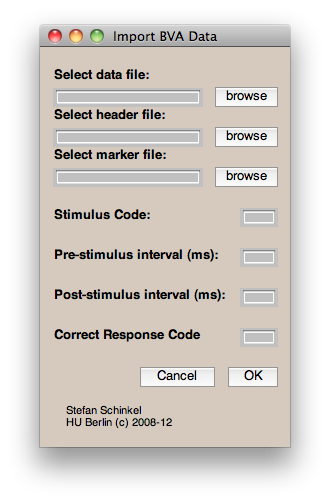 Import BVA Data
Select data file:
browse
Select header file:
browse
Select marker file:
browse
Stimulus Code:
Pre-stimulus interval (ms):
Post-stimulus interval (ms):
Correct Response Code
Cancel OK
Stefan Schinkel
HU Berlin (c) 2008-12